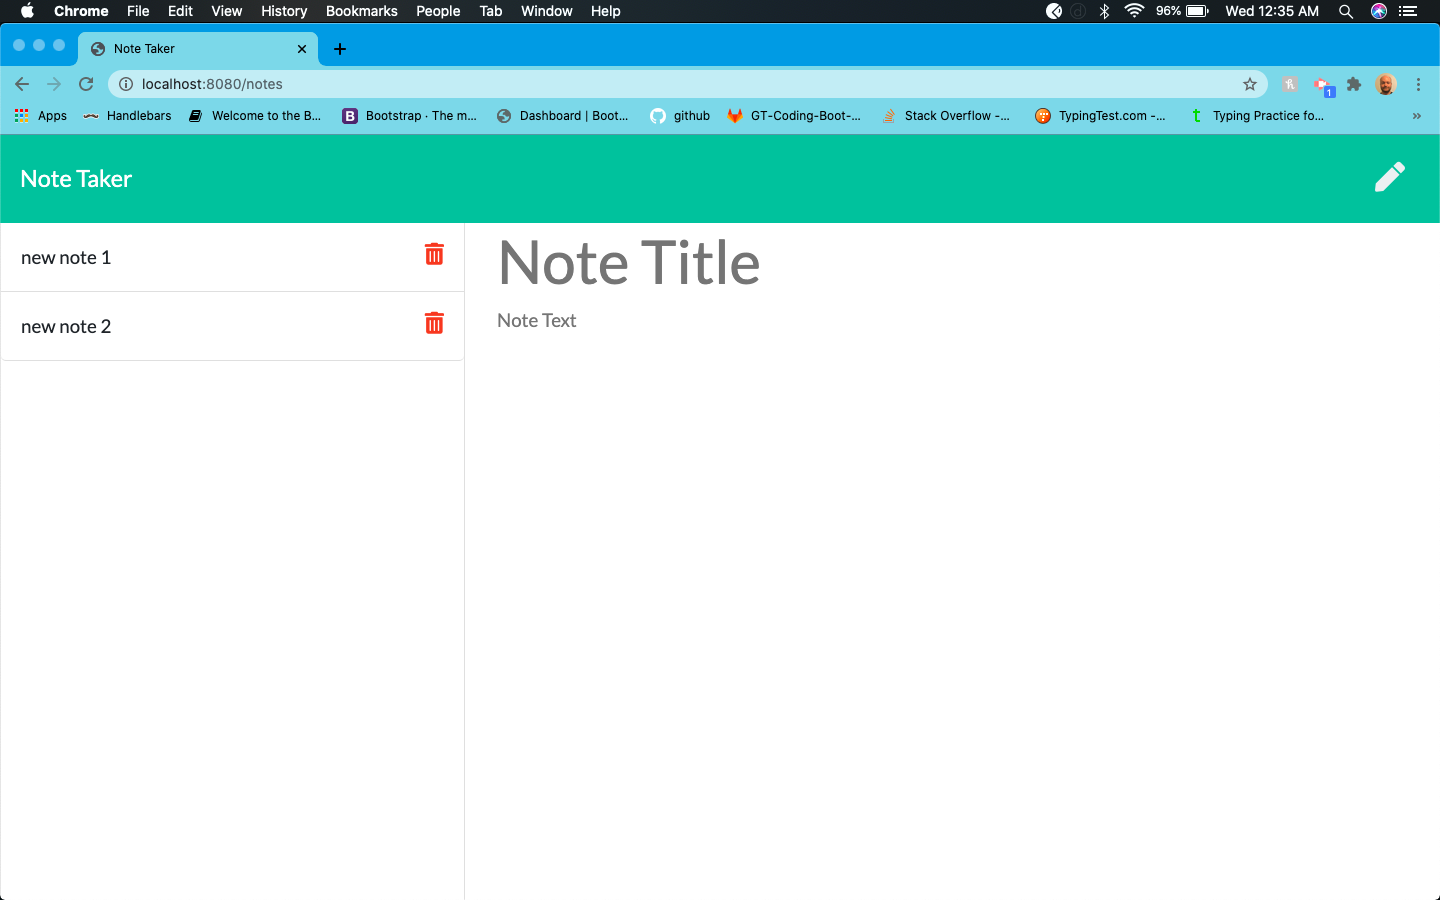 Chrome File Edit View History Bookmarks People Tab Window Help 96% Wed 12:35 AM
Note Taker
localhost:8080/notes
1
Apps Handlebars Welcome to the B... B Bootstrap · The m... Dashboard | Boot... github GT-Coding-Boot-... Stack Overflow -... TypingTest.com -... t Typing Practice fo... »
Note Taker
new note 1
new note 2
Note Title
Note Text